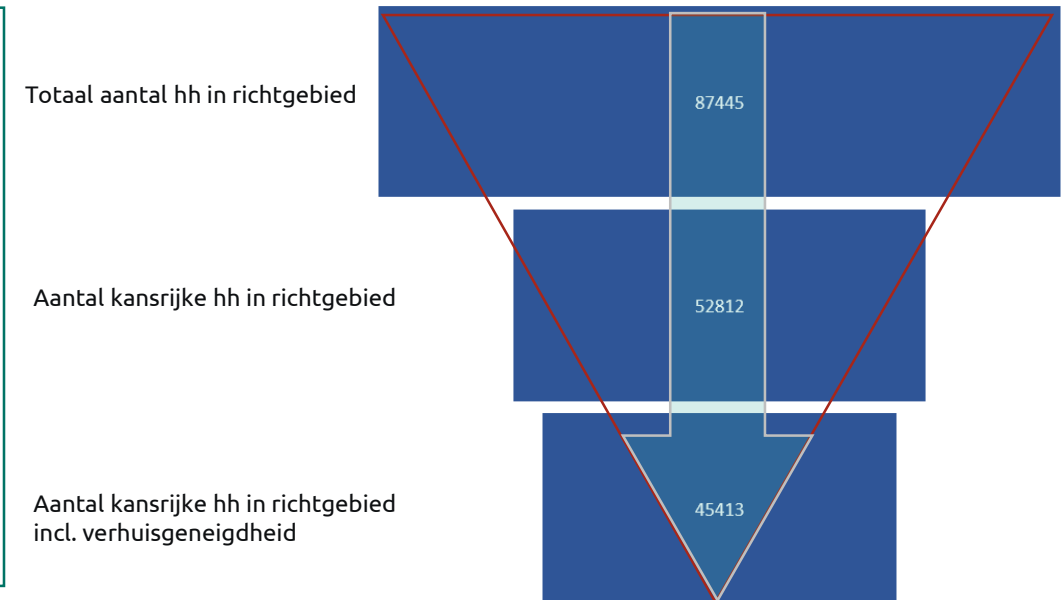 Totaal aantal hh in richtgebied
87445
Aantal kansrijke hh in richtgebied
52812
Aantal kansrijke hh in richtgebied
incl. verhuisgeneigdheid
45413